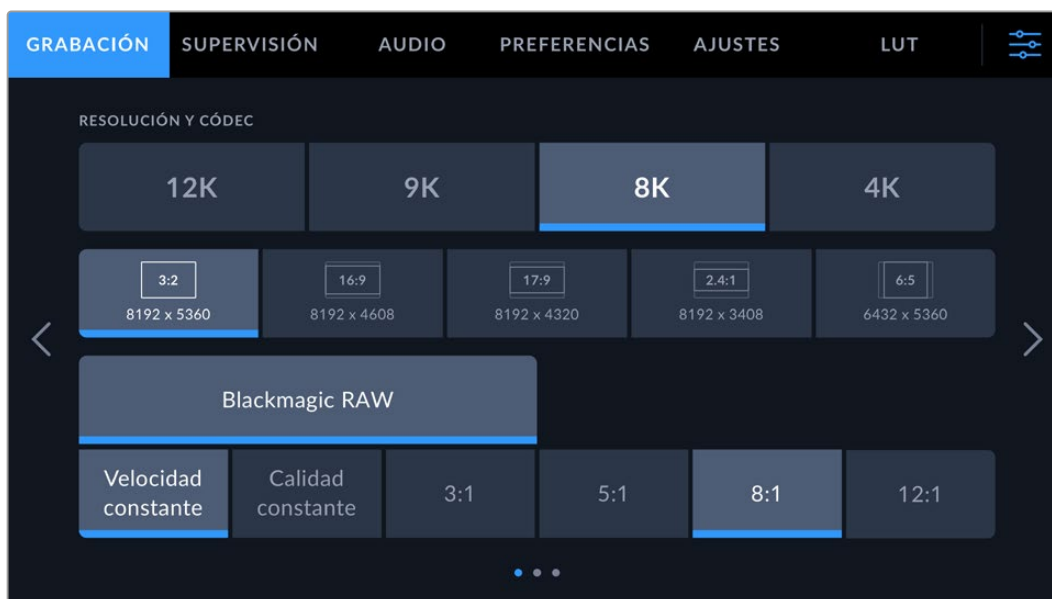 GRABACIÓN SUPERVISIÓN AUDIO PREFERENCIAS AJUSTES LUT
RESOLUCIÓN Y CÓDEC
12K 9K 8K 4K
3:2 16:9 17:9 2.4:1 6:5
8192 x 5360 8192 x 4608 8192 x 4320 8192 x 3408 6432 x 5360
Blackmagic RAW
Velocidad constante Calidad constante 3:1 5:1 8:1 12:1